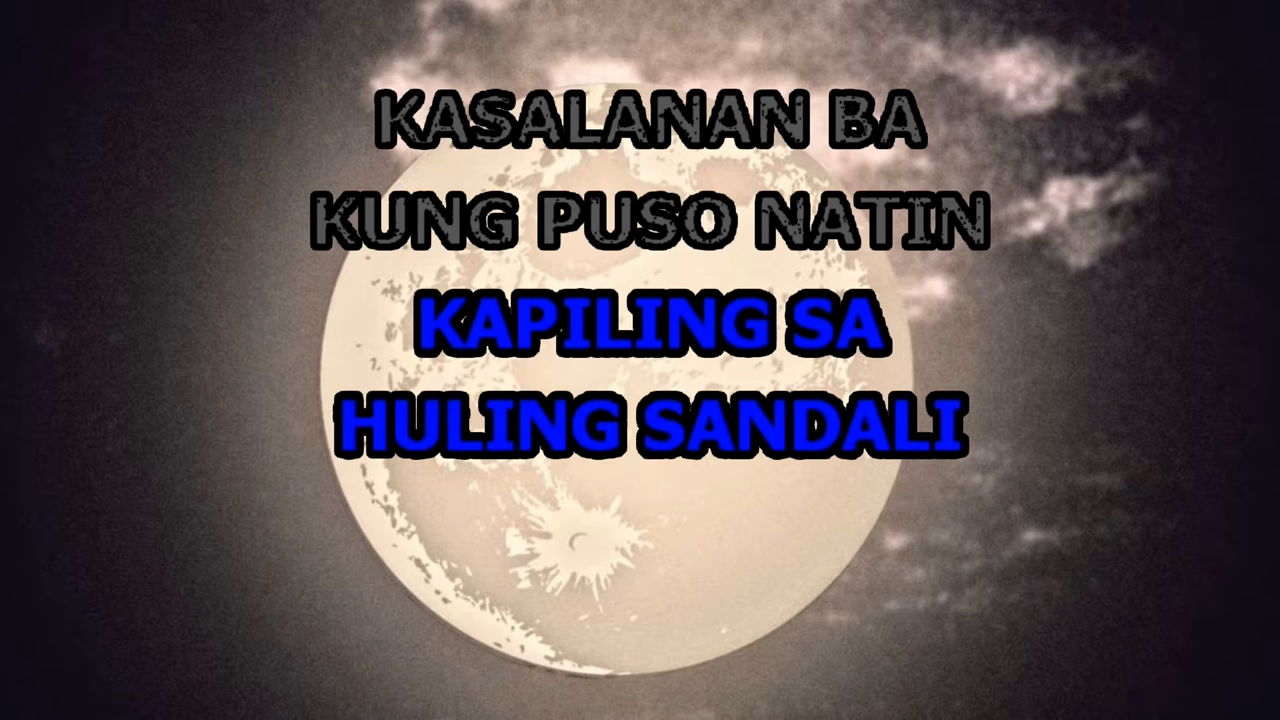 KASALANAN BA
KUNG PUSO NATIN
KAPILING SA
HULING SANDALI